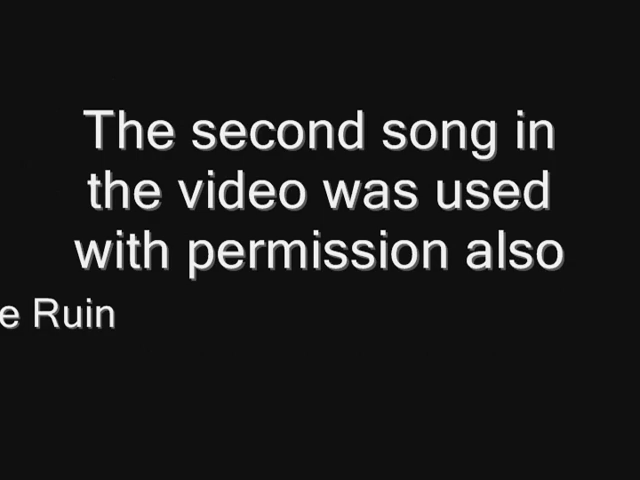 The second song in
the video was used
with permission also
e Ruin